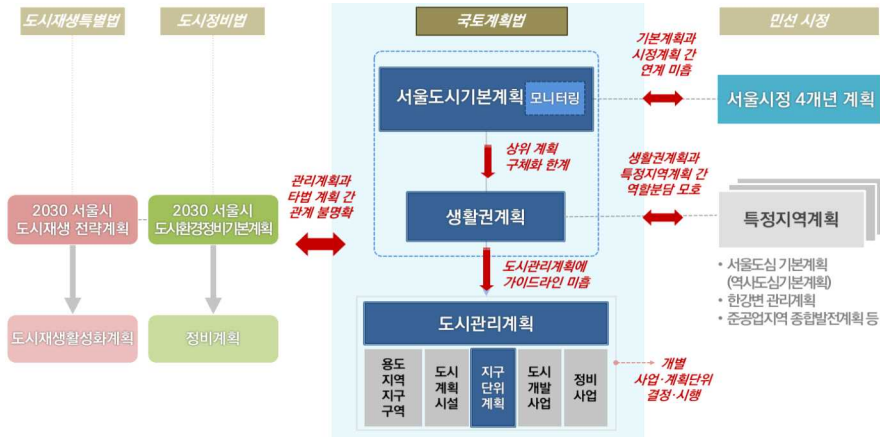 도시재생특별법
도시정비법
국토계획법
민선 시정
기본계획과
시정계획 간
연계 미흡
서울도시기본계획
모니터링
서울시정 4개년 계획
상위 계획
구체화 한계
생활권계획과
특정지역계획 간
역할분담 모호
관리계획과
타법 계획 간
관계 불명확
2030 서울시
도시재생 전략계획
2030 서울시
도시환경정비기본계획
생활권계획
특정지역계획
• 서울도심 기본계획
(역사도심기본계획)
• 한강변 관리계획
• 준공업지역 종합발전계획 등
도시관리계획에
가이드라인 미흡
도시재생활성화계획
정비계획
도시관리계획
용도
지역
지구
구역
도시
계획
시설
지구
단위
계획
도시
개발
사업
정비
사업
개별
사업·계획단위
결정·시행